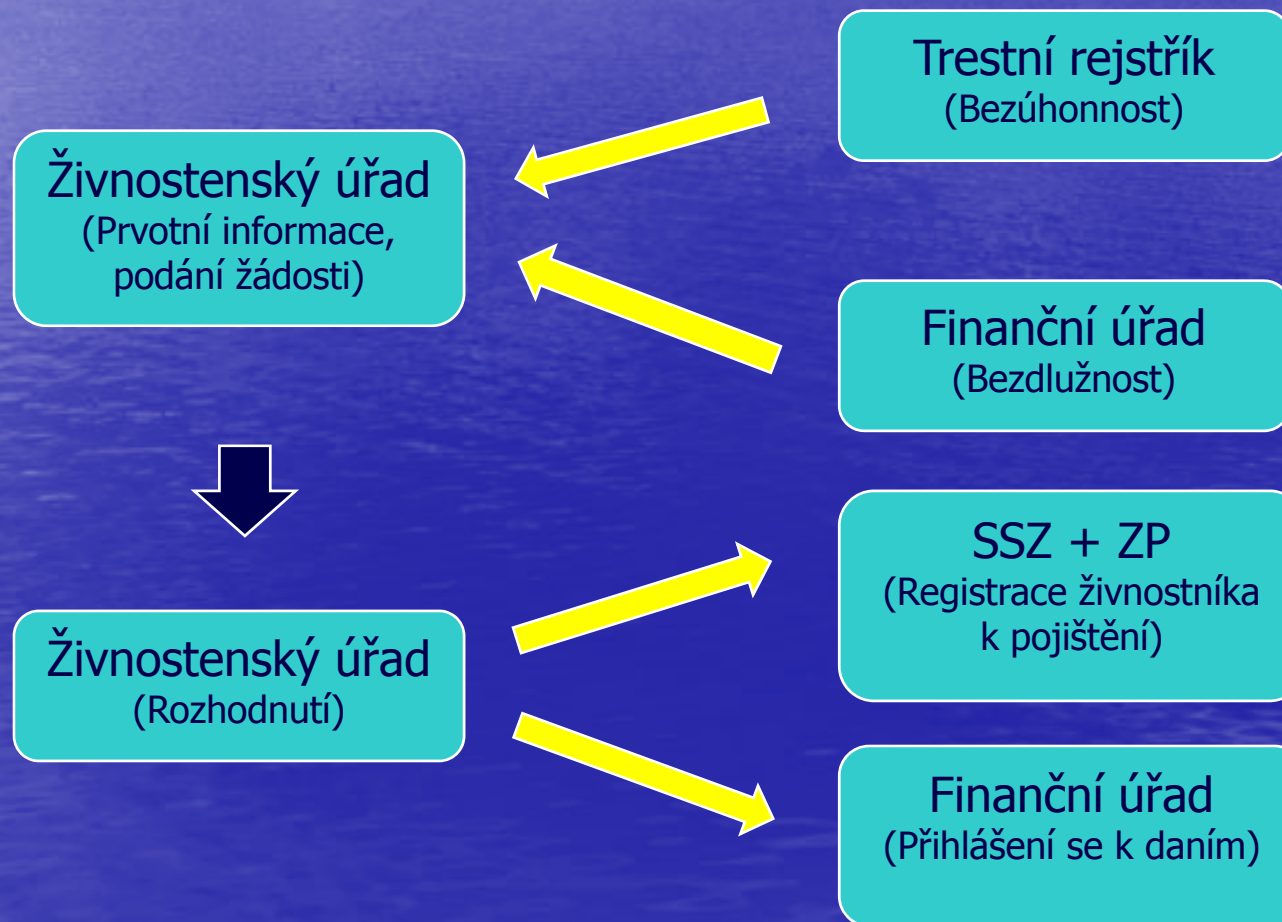 Trestní rejstřík
(Bezúhonnost)
Živnostenský úřad
(Prvotní informace,
podání žádosti)
Finanční úřad
(Bezdlužnost)
SSZ + ZP
(Registrace živnostníka
k pojištění)
Živnostenský úřad
(Rozhodnutí)
Finanční úřad
(Přihlášení se k daním)